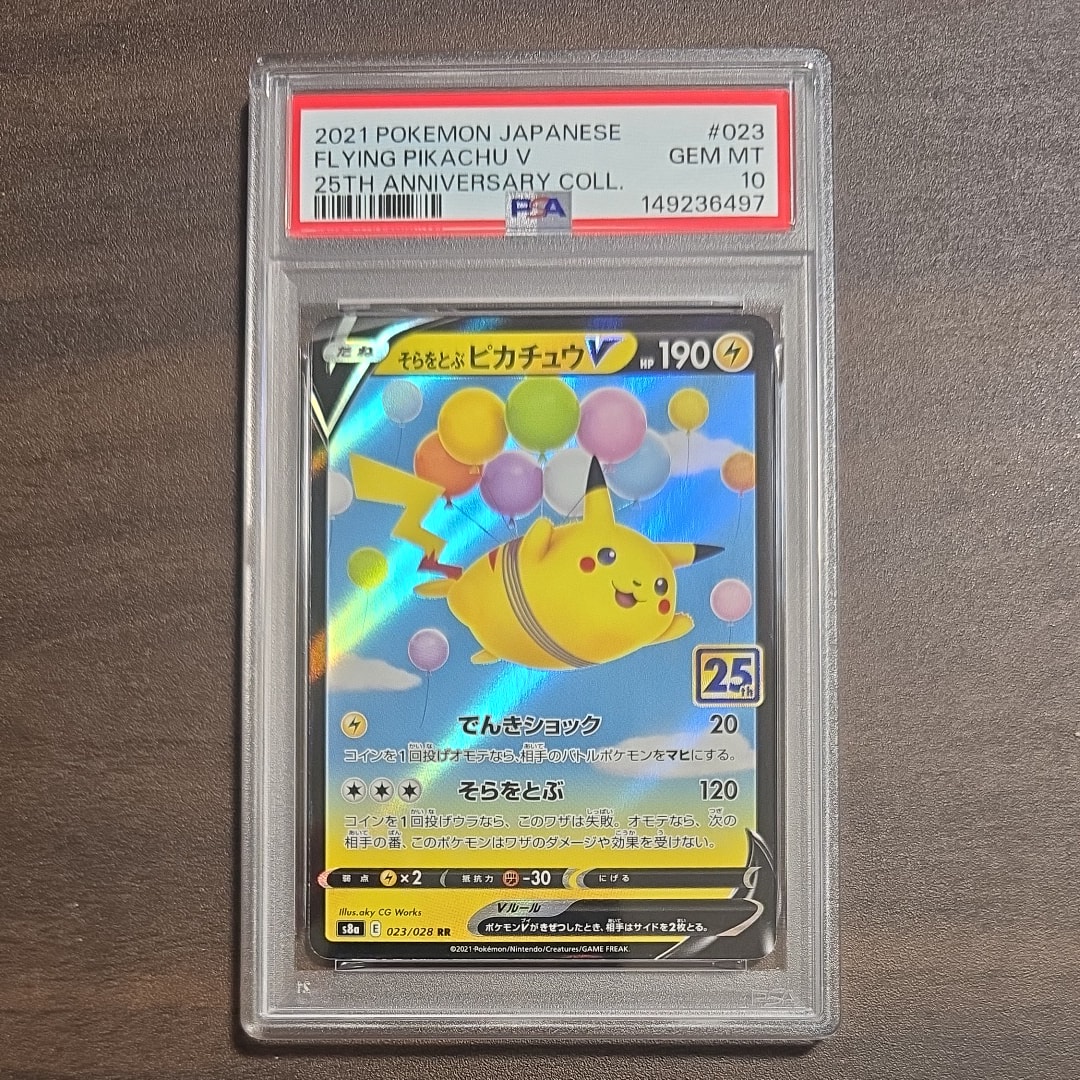 2021 POKEMON JAPANESE #023
FLYING PIKACHU V GEM MT
25TH ANNIVERSARY COLL. 10
PSA 149236497
たね そらをとぶピカチュウV HP 190
25th
でんきショック 20
コインを1回投げオモテなら、相手のバトルポケモンをマヒにする。
そらをとぶ 120
コインを1回投げウラなら、このワザは失敗。オモテなら、次の
相手の番、このポケモンはワザのダメージや効果を受けない。
弱点 ×2 抵抗力 -30 にげる
Illus.aky CG Works
Vルール
s8a E 023/028 RR ポケモンVがきぜつしたとき、相手はサイドを2枚とる。
©2021 Pokémon/Nintendo/Creatures/GAME FREAK.
PSA